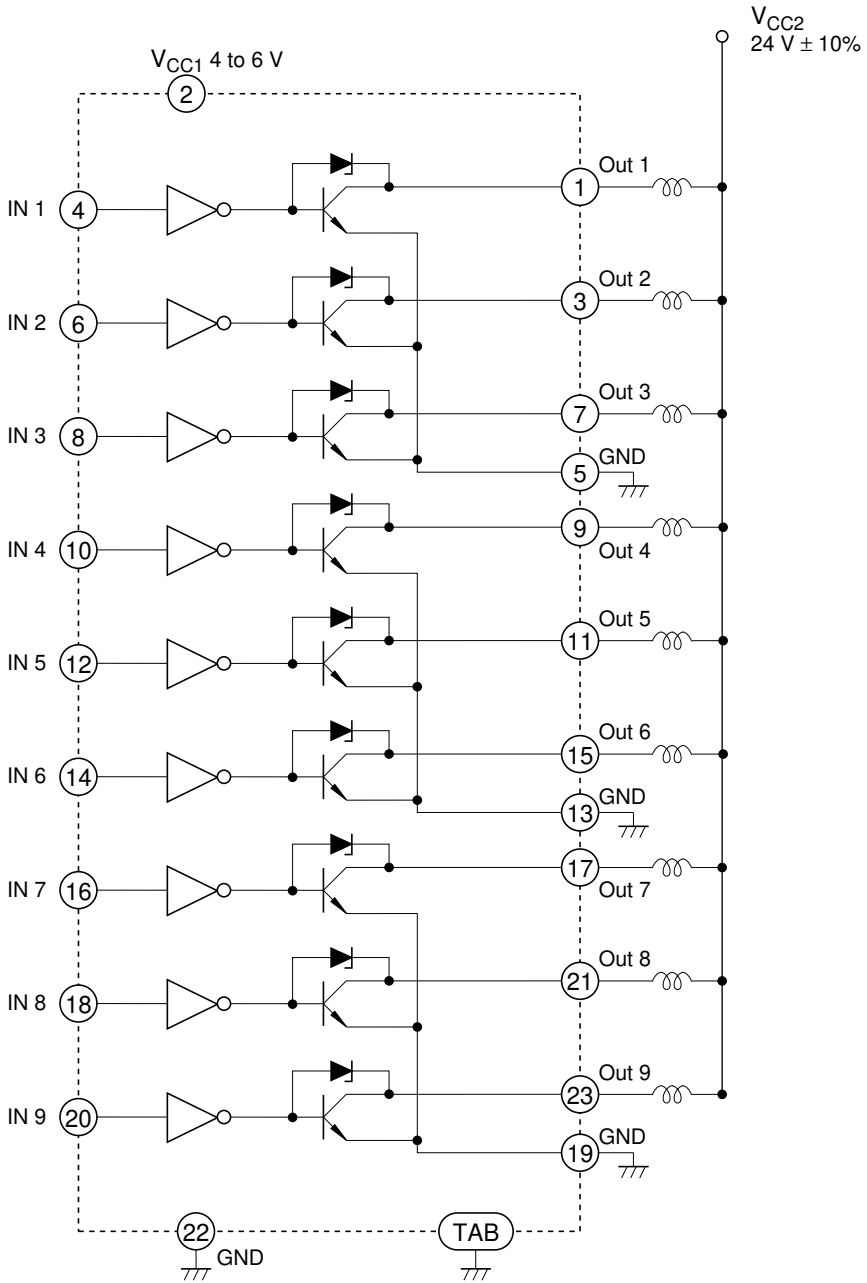 V_CC2
24 V ± 10%
V_CC1 4 to 6 V
2
IN 1 4
1 Out 1
IN 2 6
3 Out 2
IN 3 8
7 Out 3
5 GND
IN 4 10
9 Out 4
IN 5 12
11 Out 5
IN 6 14
15 Out 6
13 GND
IN 7 16
17 Out 7
IN 8 18
21 Out 8
IN 9 20
23 Out 9
19 GND
22 GND
TAB